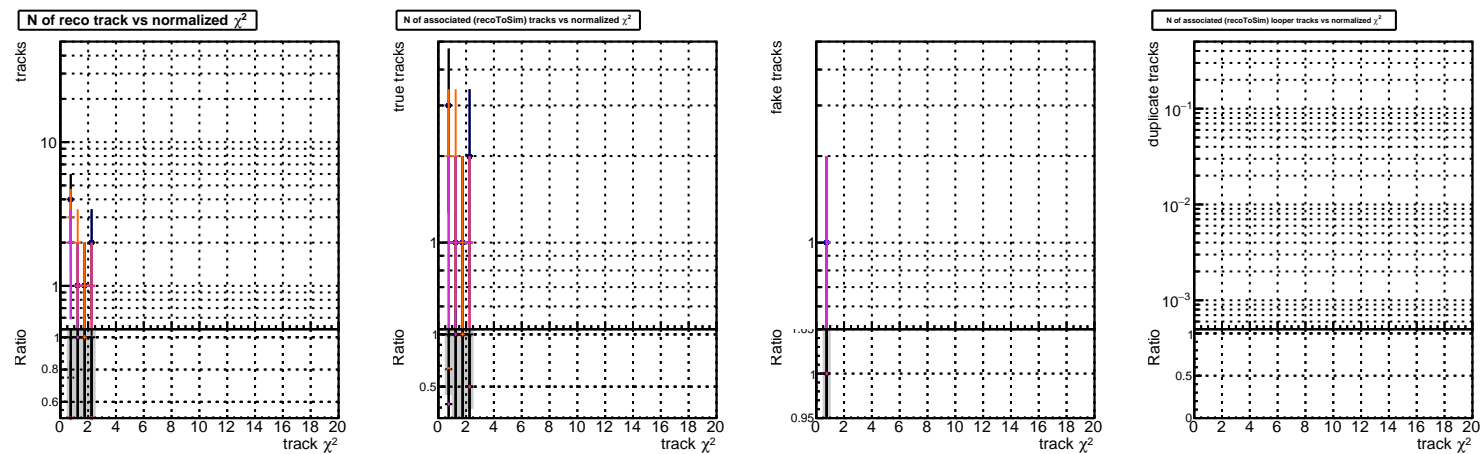 N of reco track vs normalized χ²
tracks
10
1
Ratio
1
0.8
0.6
0 2 4 6 8 10 12 14 16 18 20
track χ²
N of associated (recoToSim) tracks vs normalized χ²
true tracks
1
Ratio
1
0.5
0 2 4 6 8 10 12 14 16 18 20
track χ²
fake tracks
1
Ratio
1.05
1
0.95
0 2 4 6 8 10 12 14 16 18 20
track χ²
N of associated (recoToSim) looper tracks vs normalized χ²
duplicate tracks
10⁻¹
10⁻²
10⁻³
Ratio
1
0.5
0
0 2 4 6 8 10 12 14 16 18 20
track χ²